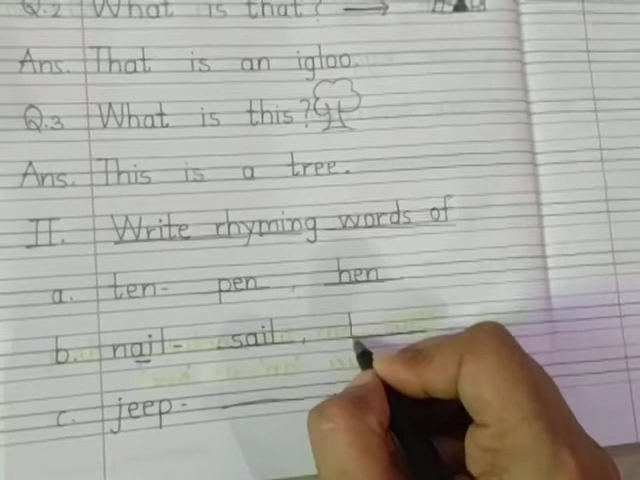 Q.2 What is that? →
Ans. That is an igloo.
Q.3 What is this?
Ans. This is a tree.
II. Write rhyming words of
a. ten- pen, hen
b. nail- sail,
c. jeep-